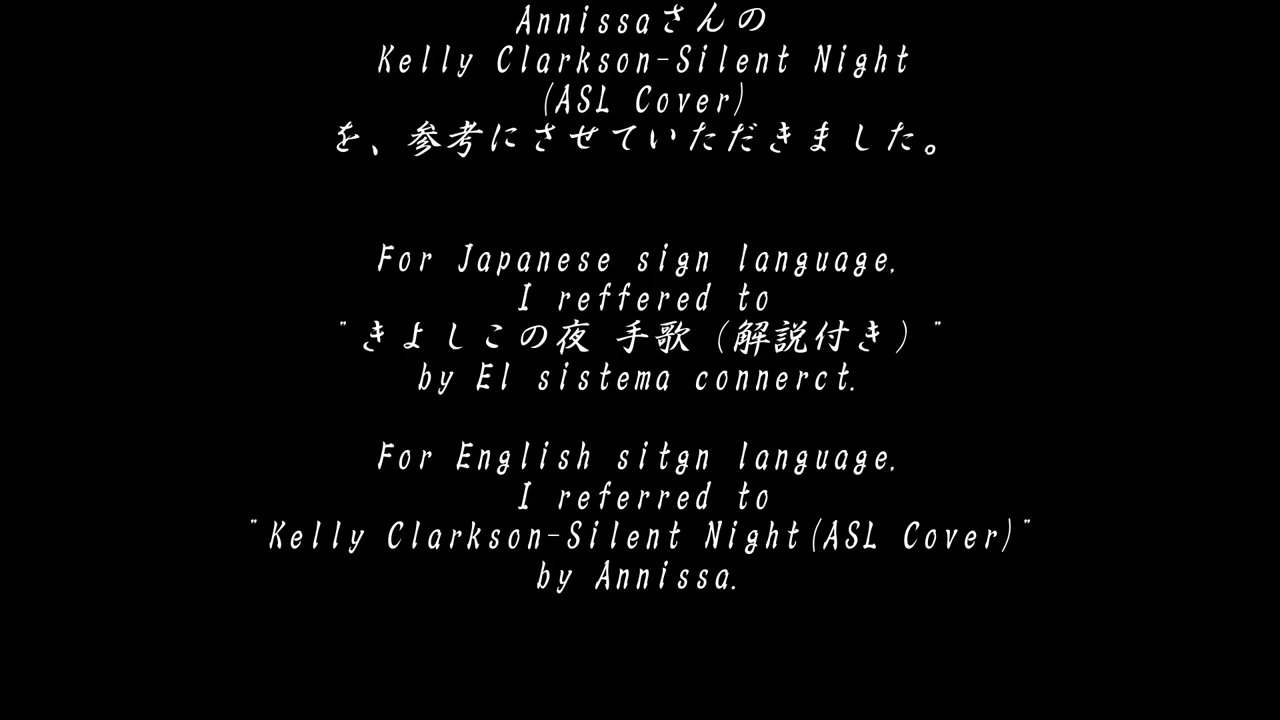 Annissaさんの
Kelly Clarkson-Silent Night
(ASL Cover)
を、参考にさせていただきました。
For Japanese sign language,
I reffered to
"きよしこの夜 手歌（解説付き）"
by El sistema connerct.
For English sitgn language,
I referred to
"Kelly Clarkson-Silent Night(ASL Cover)"
by Annissa.